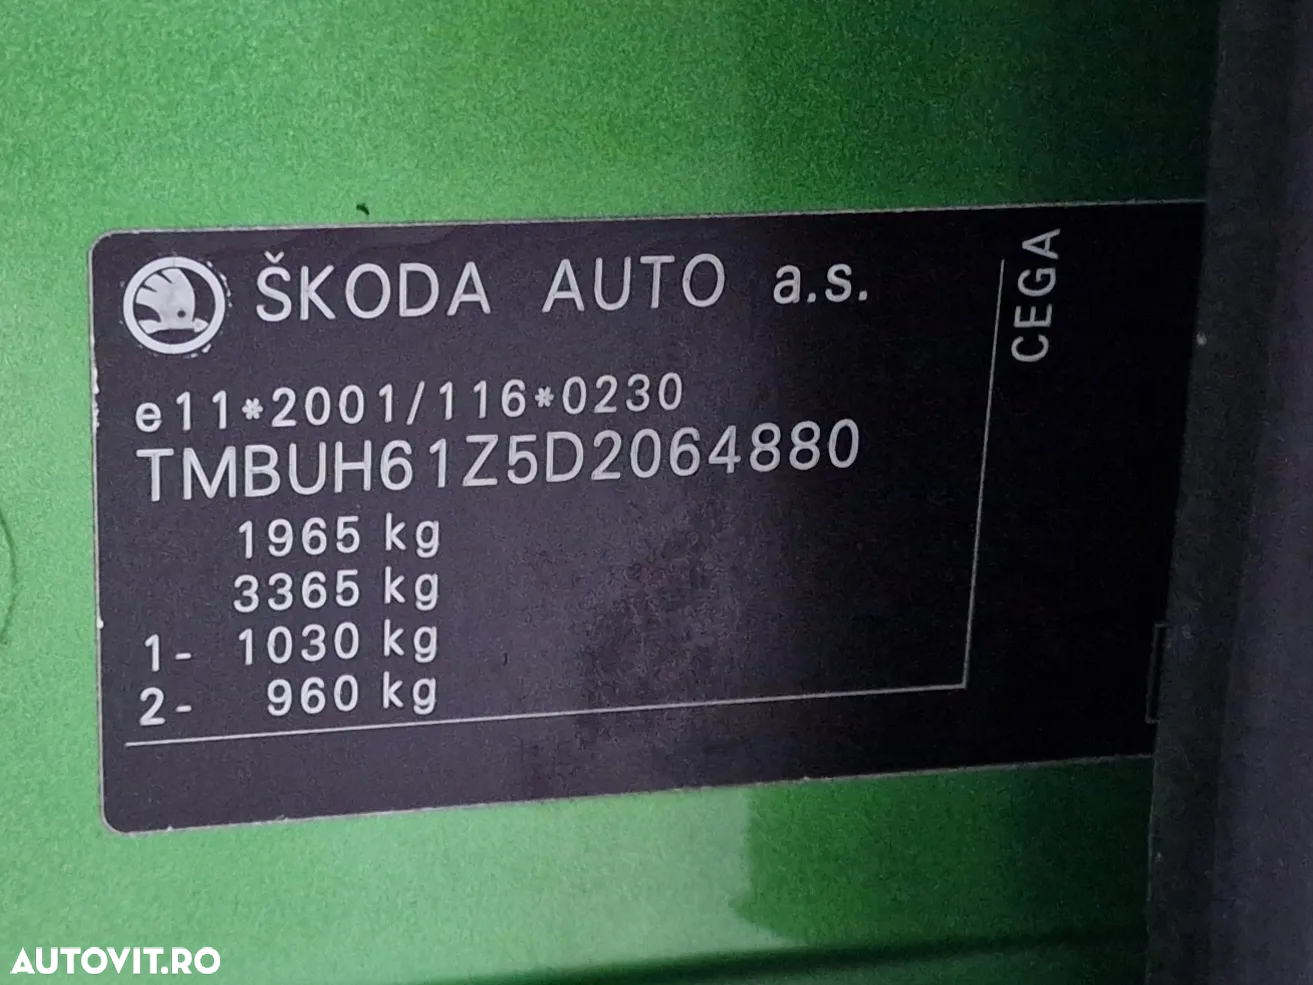 ŠKODA AUTO a.s.
e11*2001/116*0230
TMBUH61Z5D2064880
1965 kg
3365 kg
1- 1030 kg
2- 960 kg
CEGA
AUTOVIT.RO